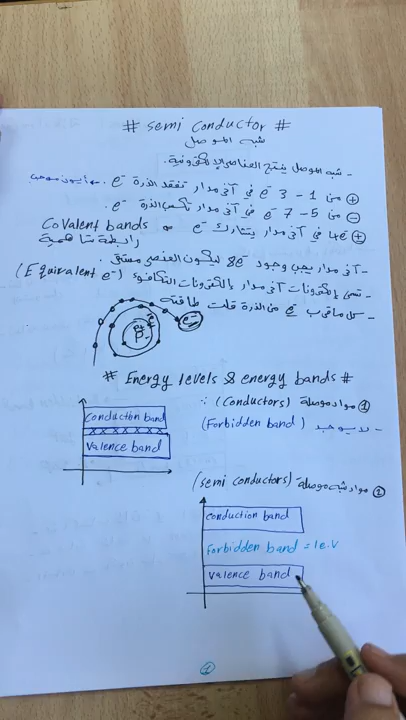 # Semi Conductor #
شبه الموصل
- شبه الموصل ينتج العناصر الإلكترونية.
⊕ من 1 - 3 e⁻ في آخر مدار تفقد الذرة e⁻. أيون موجب
⊖ من 5 - 7 e⁻ في آخر مدار تكسب الذرة e⁻.
⊕ 4e في آخر مدار يتشارك e⁻ Covalent bands
رابطة تساهمية
- آخر مدار يجب وجود 8e ليكون العنصر مستقر.
- تسمى إلكترونات آخر مدار بإلكترونات التكافؤ (Equivalent e⁻)
- كل ما قرب e⁻ من الذرة قلت طاقته
P
e⁻
# Energy levels & energy bands #
① مواد موصلة (Conductors) :
- لا يوجد (Forbidden band)
Conduction band
xxxxxxx
Valence band
② مواد شبه موصلة (semi conductors)
Conduction band
Forbidden band = 1e.V
Valence band
1